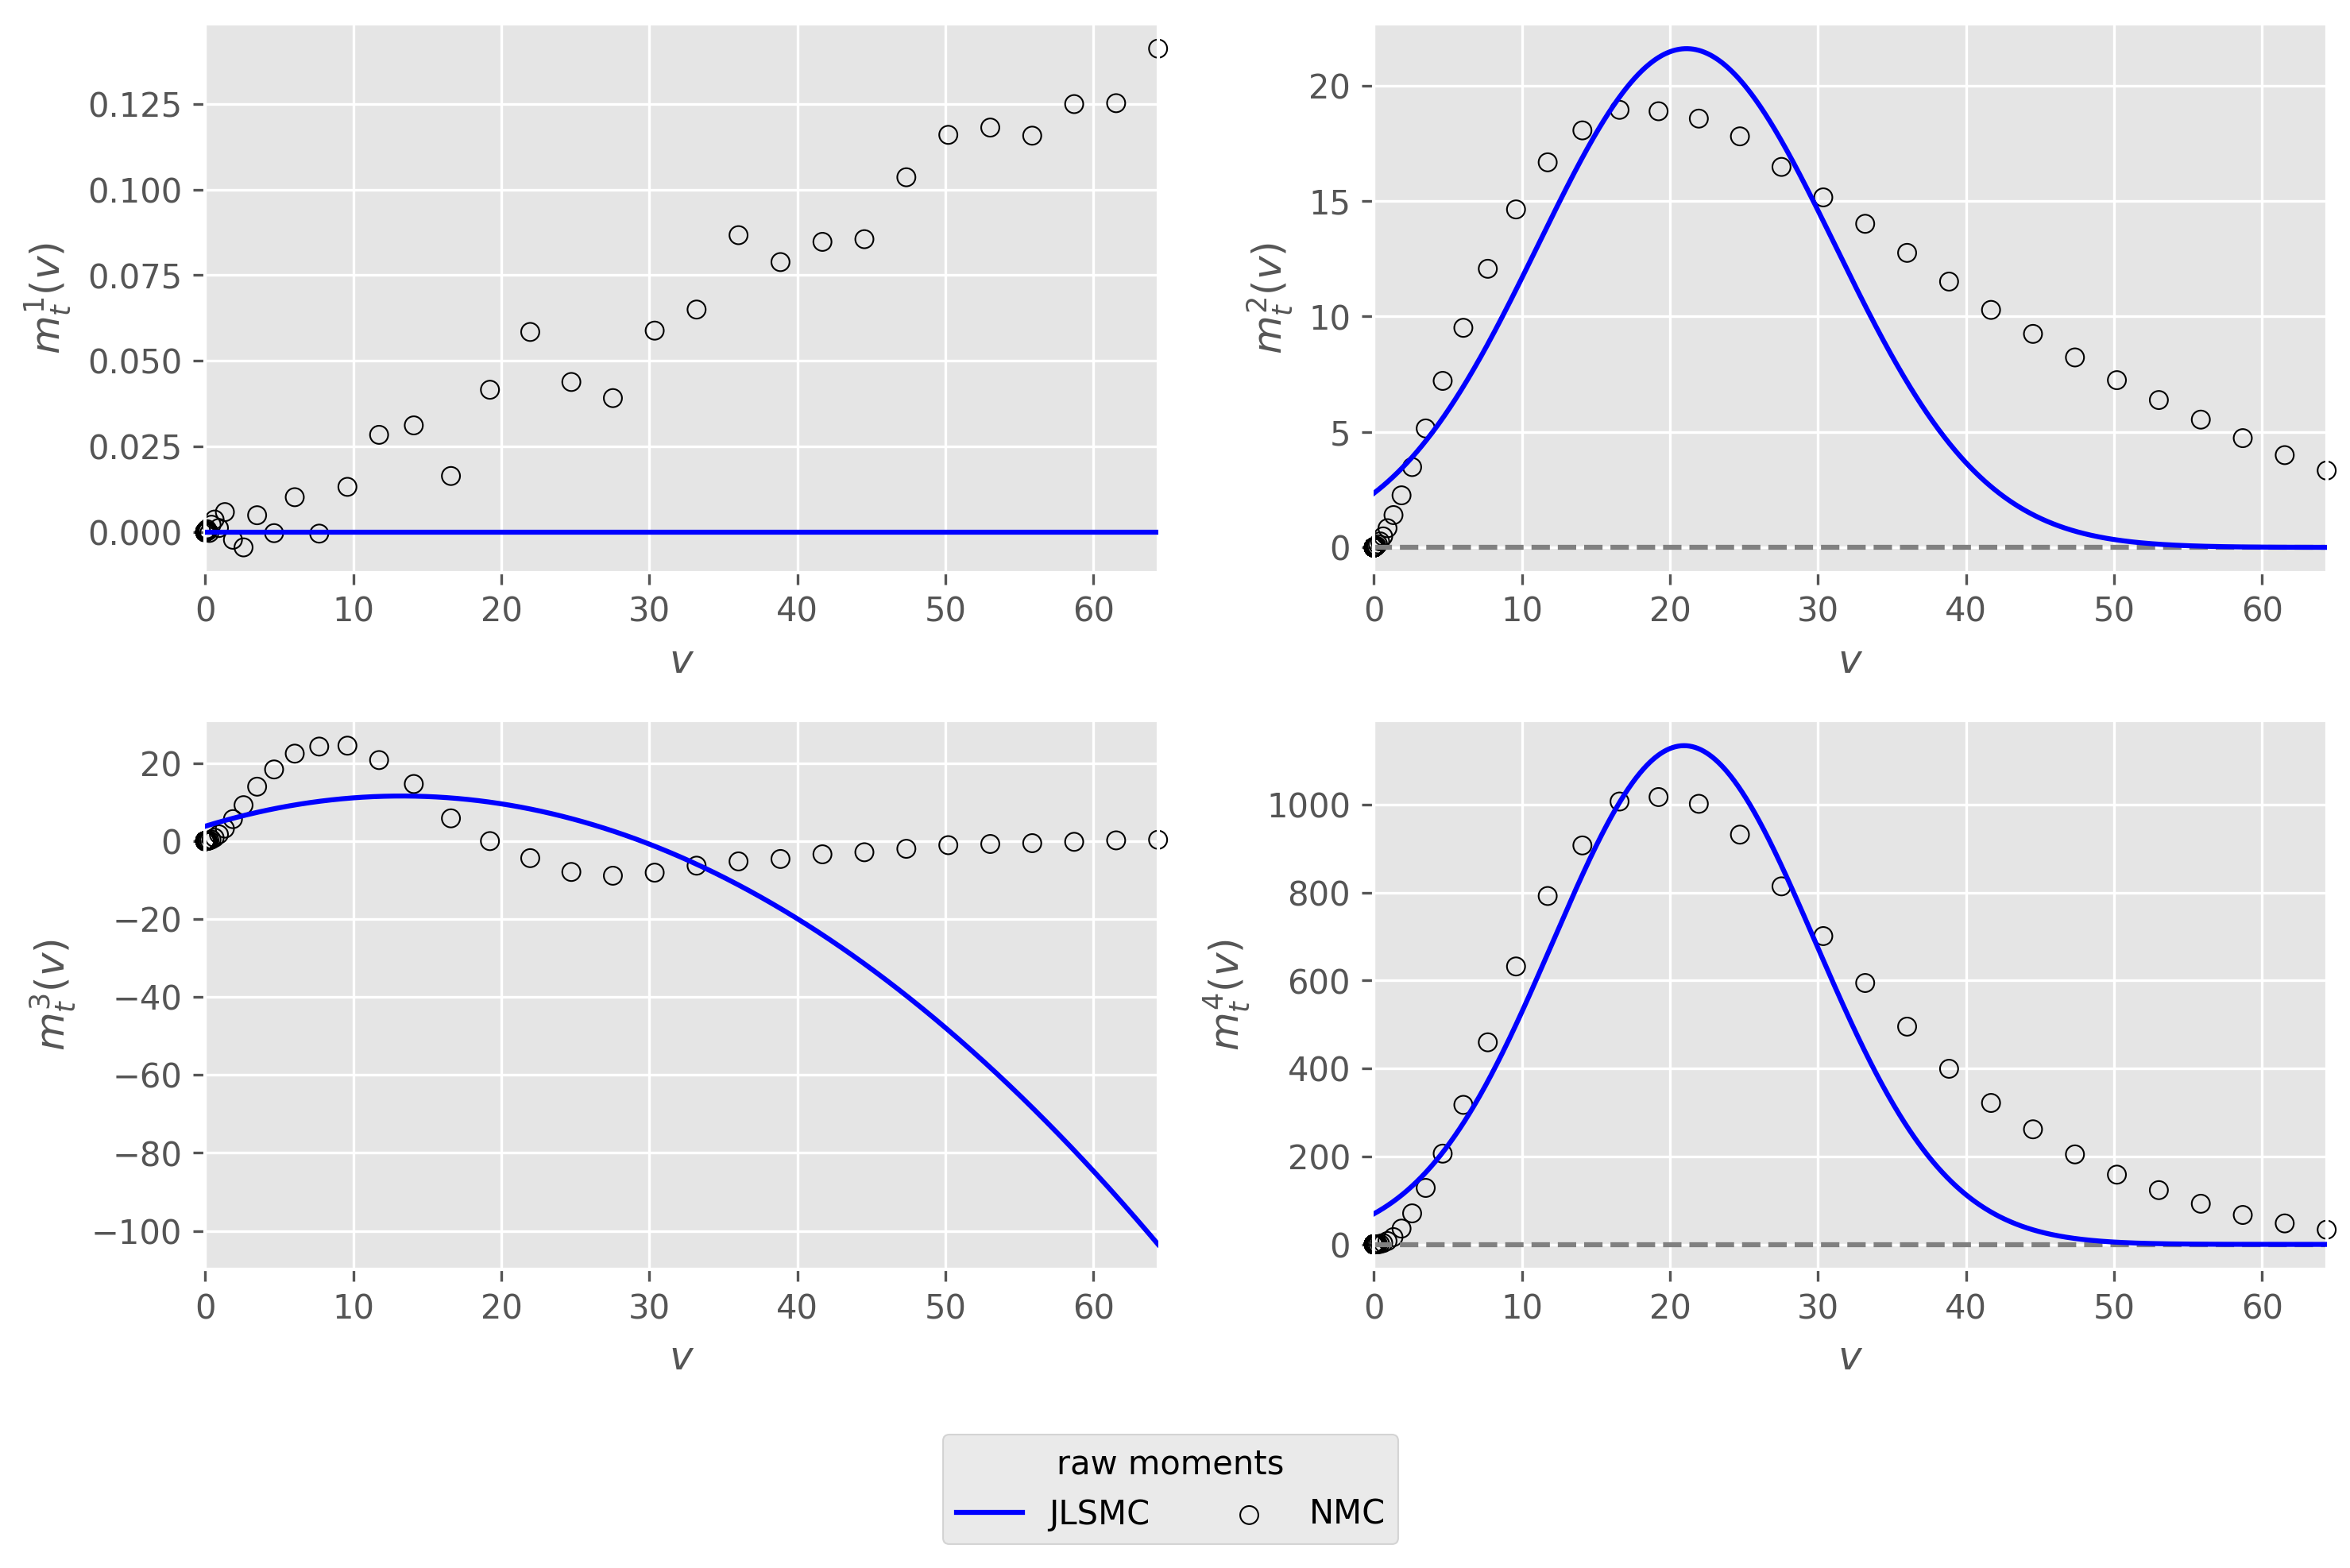 0.125
0.100
0.075
0.050
0.025
0.000
m_t^1(v)
0 10 20 30 40 50 60
v
20
15
10
5
0
m_t^2(v)
0 10 20 30 40 50 60
v
20
0
−20
−40
−60
−80
−100
m_t^3(v)
0 10 20 30 40 50 60
v
1000
800
600
400
200
0
m_t^4(v)
0 10 20 30 40 50 60
v
raw moments
JLSMC NMC